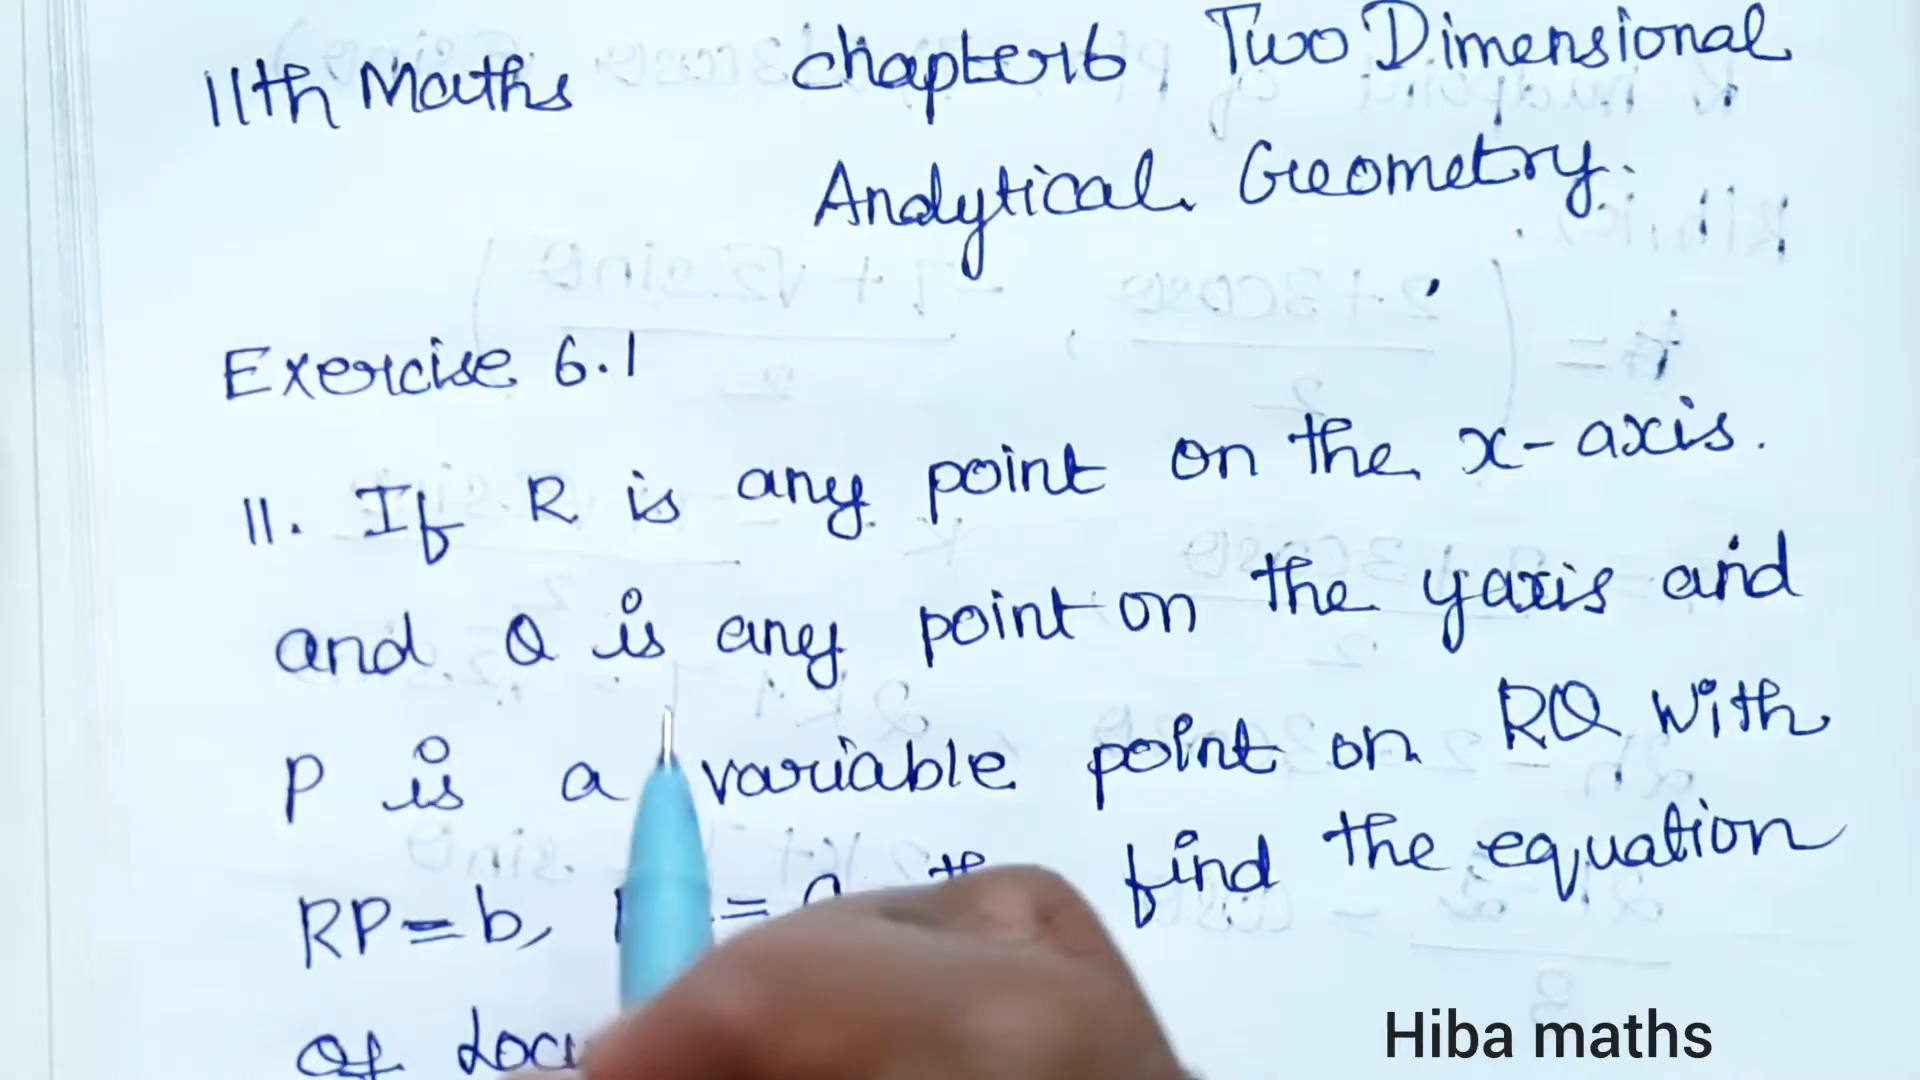 11th Maths chapter 6 Two Dimensional
Analytical Geometry.
Exercise 6.1
11. If R is any point on the x-axis.
and Q is any point on the y axis and
P is a variable point on RQ with
RP = b, = find the equation
Of
Hiba maths